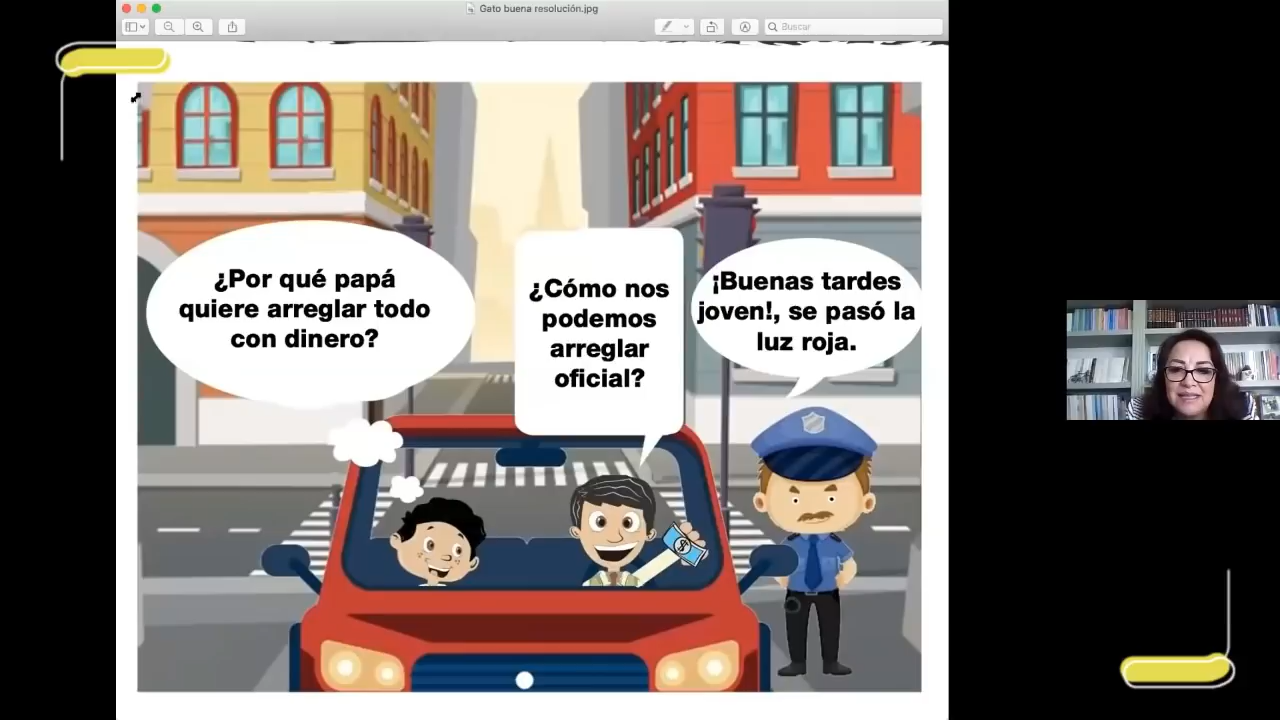 Gato buena resolución.jpg
Buscar
¿Por qué papá
quiere arreglar todo
con dinero?
¿Cómo nos
podemos
arreglar
oficial?
¡Buenas tardes
joven!, se pasó la
luz roja.
$